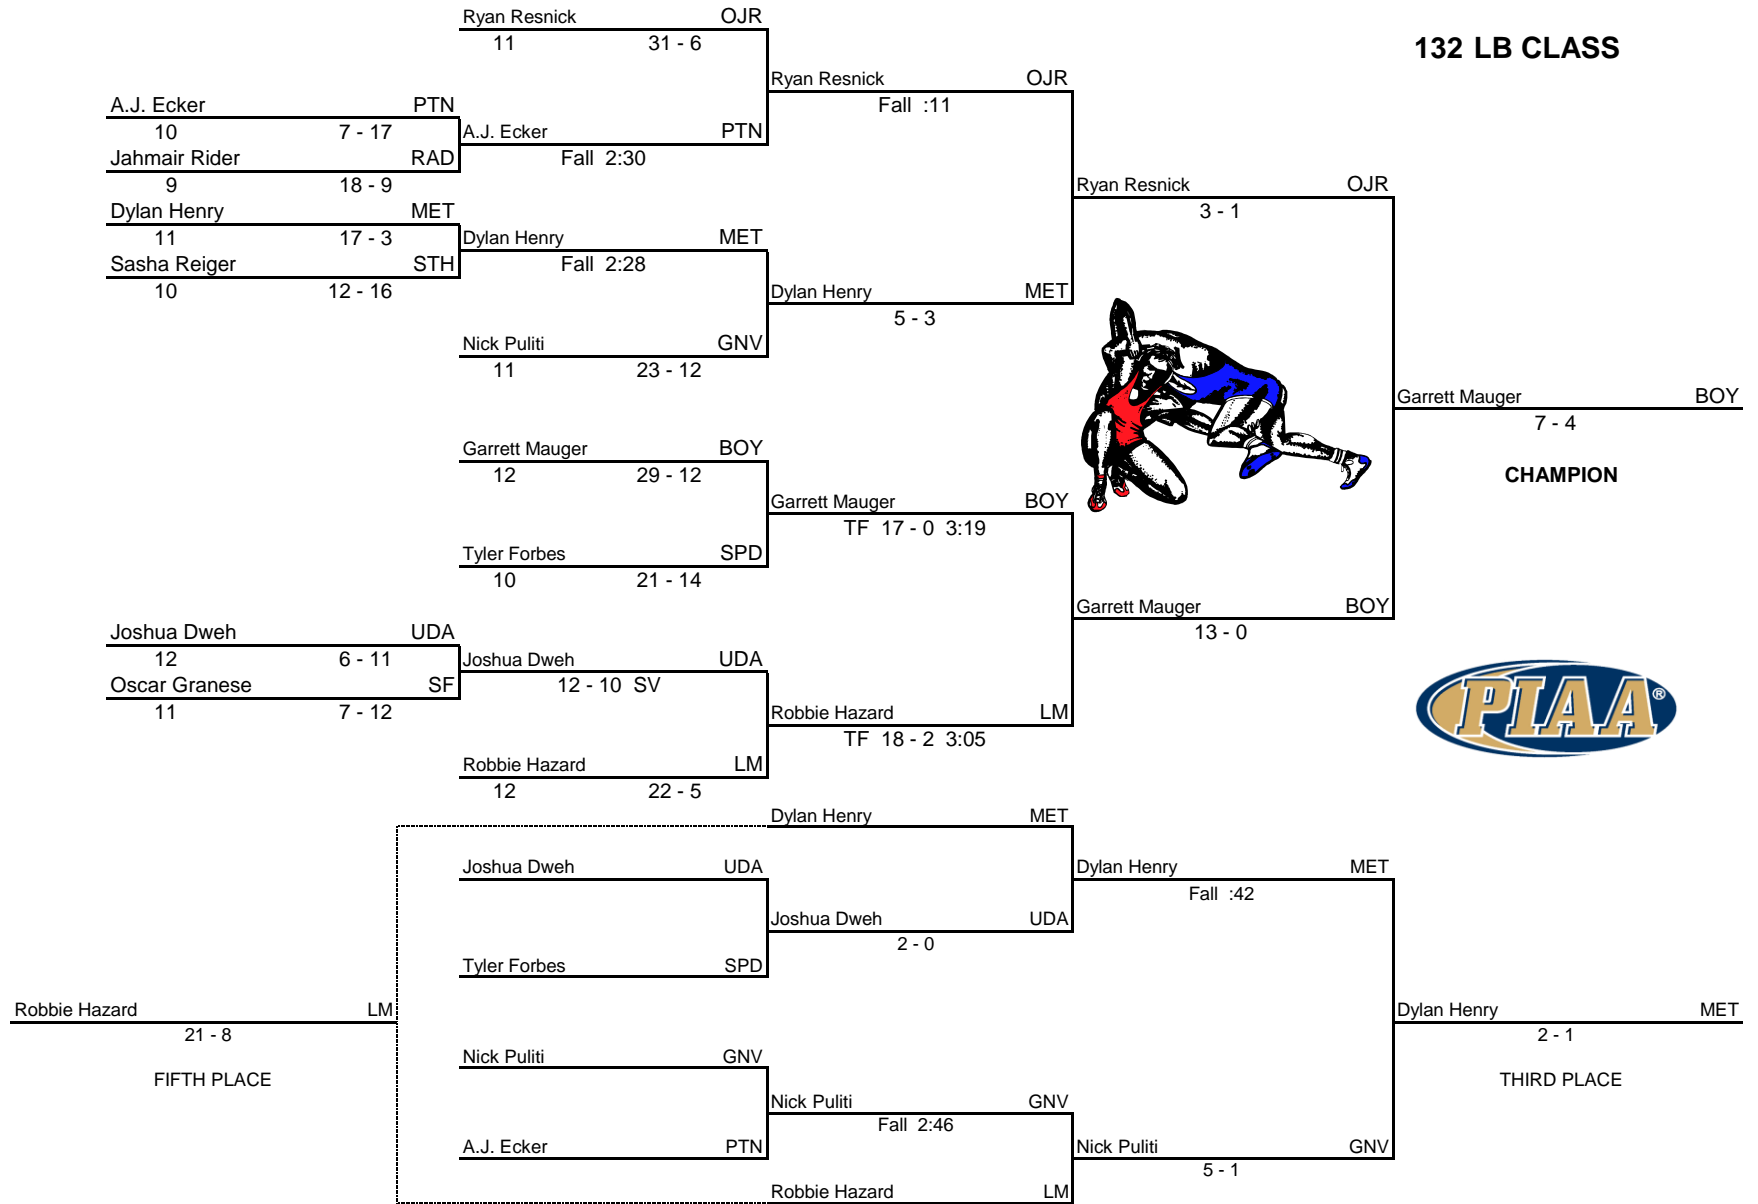 Ryan Resnick OJR
11 31 - 6
132 LB CLASS
Ryan Resnick OJR
Fall :11
A.J. Ecker PTN
10 7 - 17
A.J. Ecker PTN
Fall 2:30
Jahmair Rider RAD
9 18 - 9
Ryan Resnick OJR
3 - 1
Dylan Henry MET
11 17 - 3
Dylan Henry MET
Fall 2:28
Sasha Reiger STH
10 12 - 16
Dylan Henry MET
5 - 3
Nick Puliti GNV
11 23 - 12
Garrett Mauger BOY
7 - 4
CHAMPION
Garrett Mauger BOY
12 29 - 12
Garrett Mauger BOY
TF 17 - 0 3:19
Tyler Forbes SPD
10 21 - 14
Garrett Mauger BOY
13 - 0
Joshua Dweh UDA
12 6 - 11
Joshua Dweh UDA
12 - 10 SV
Oscar Granese SF
11 7 - 12
Robbie Hazard LM
TF 18 - 2 3:05
PIAA®
Robbie Hazard LM
12 22 - 5
Dylan Henry MET
Joshua Dweh UDA
Dylan Henry MET
Fall :42
Joshua Dweh UDA
2 - 0
Tyler Forbes SPD
Robbie Hazard LM
21 - 8
FIFTH PLACE
Dylan Henry MET
2 - 1
THIRD PLACE
Nick Puliti GNV
Nick Puliti GNV
Fall 2:46
A.J. Ecker PTN
Nick Puliti GNV
5 - 1
Robbie Hazard LM